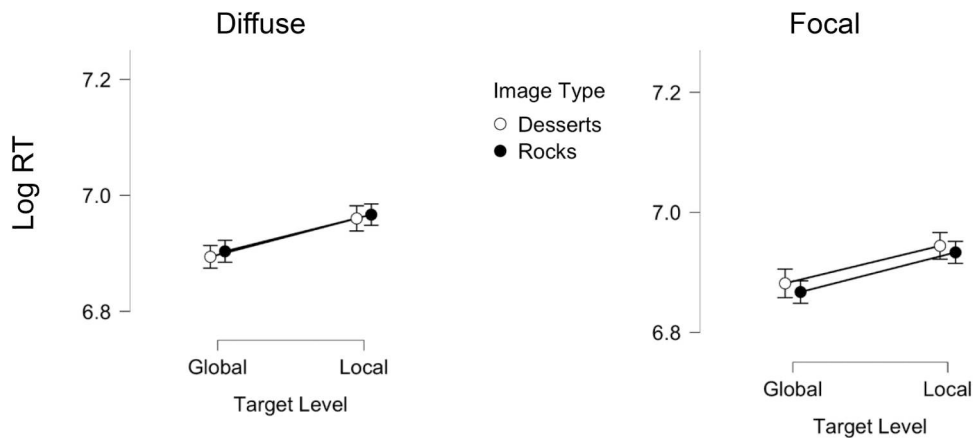 Diffuse
Focal
Log RT
7.2
7.0
6.8
Global
Local
Target Level
Image Type
Desserts
Rocks
7.2
7.0
6.8
Global
Local
Target Level